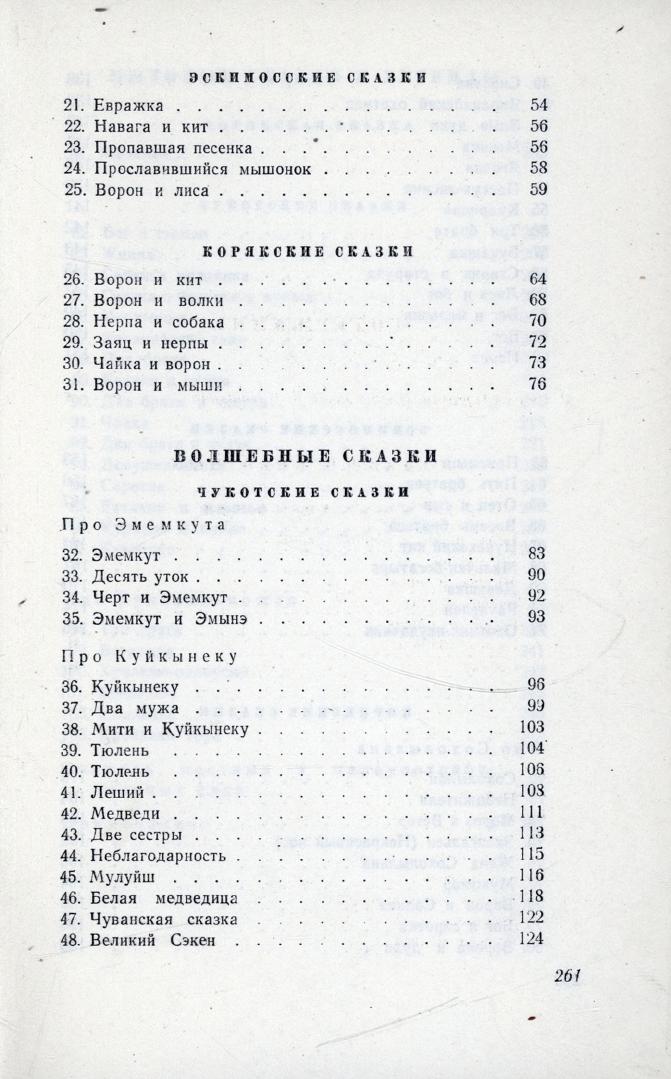 ЭСКИМОССКИЕ СКАЗКИ
21. Евражка . . . . . . . . . . . . . . . . 54
22. Навага и кит . . . . . . . . . . . . . . 56
23. Пропавшая песенка . . . . . . . . . . . . 56
24. Прославившийся мышонок . . . . . . . . . 58
25. Ворон и лиса . . . . . . . . . . . . . . 59
КОРЯКСКИЕ СКАЗКИ
26. Ворон и кит . . . . . . . . . . . . . . 64
27. Ворон и волки . . . . . . . . . . . . . 68
28. Нерпа и собака . . . . . . . . . . . . . 70
29. Заяц и нерпы . . . . . . . . . . . . . . 72
30. Чайка и ворон . . . . . . . . . . . . . 73
31. Ворон и мыши . . . . . . . . . . . . . . 76
ВОЛШЕБНЫЕ СКАЗКИ
ЧУКОТСКИЕ СКАЗКИ
Про Эмемкута
32. Эмемкут . . . . . . . . . . . . . . . . 83
33. Десять уток . . . . . . . . . . . . . . 90
34. Черт и Эмемкут . . . . . . . . . . . . . 92
35. Эмемкут и Эмынэ . . . . . . . . . . . . 93
Про Куйкынеку
36. Куйкынеку . . . . . . . . . . . . . . . 96
37. Два мужа . . . . . . . . . . . . . . . . 99
38. Мити и Куйкынеку . . . . . . . . . . . . 103
39. Тюлень . . . . . . . . . . . . . . . . . 104
40. Тюлень . . . . . . . . . . . . . . . . . 106
41. Леший . . . . . . . . . . . . . . . . . 108
42. Медведи . . . . . . . . . . . . . . . . 111
43. Две сестры . . . . . . . . . . . . . . . 113
44. Неблагодарность . . . . . . . . . . . . 115
45. Мулуйш . . . . . . . . . . . . . . . . . 116
46. Белая медведица . . . . . . . . . . . . 118
47. Чуванская сказка . . . . . . . . . . . . 122
48. Великий Сэкен . . . . . . . . . . . . . 124
261